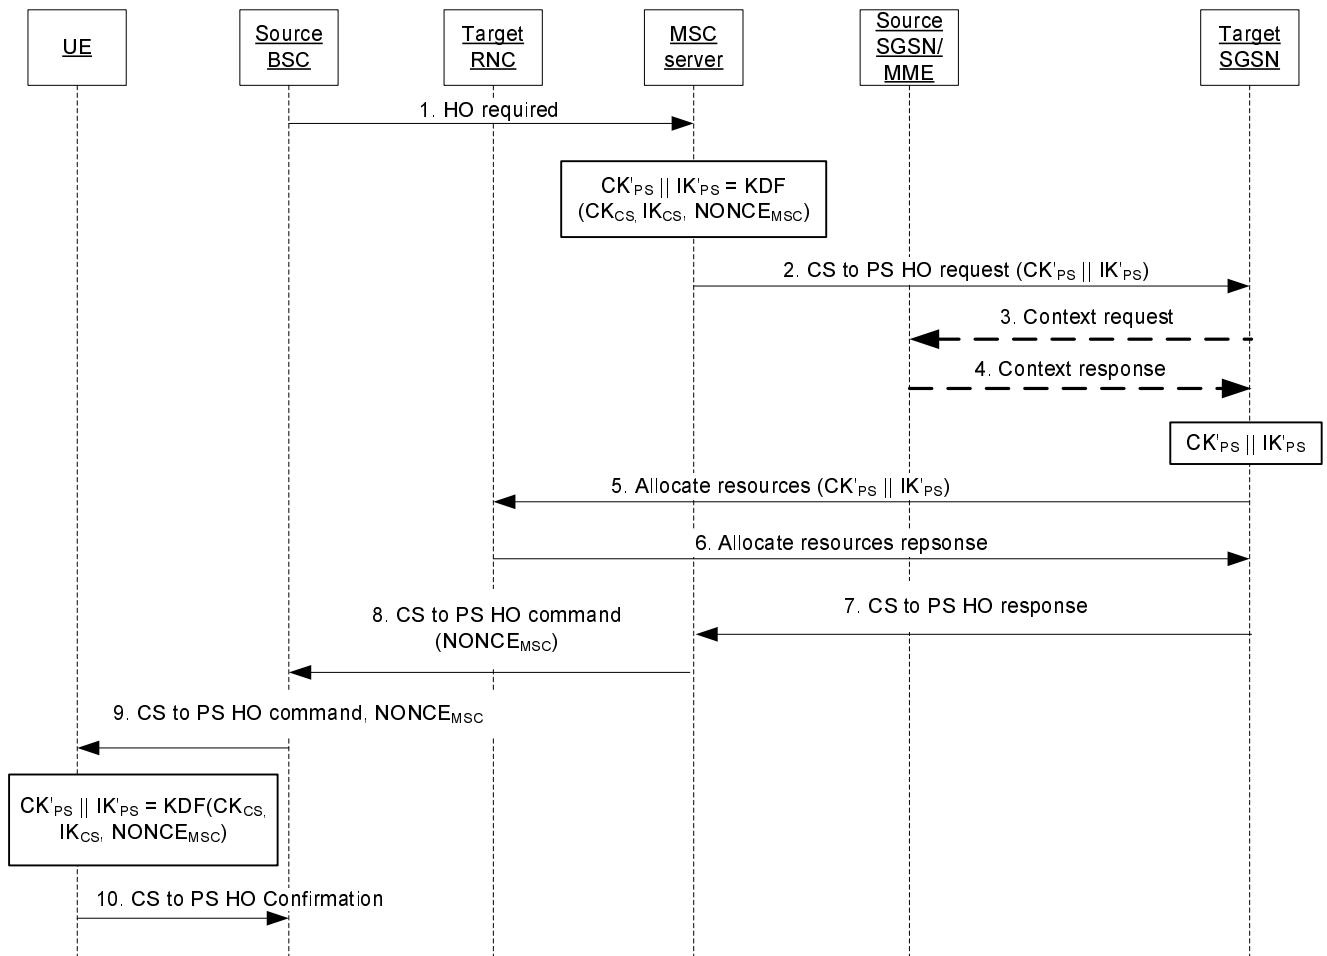 UE
Source
BSC
Target
RNC
MSC
server
Source
SGSN/
MME
Target
SGSN
1. HO required
CK'PS || IK'PS = KDF
(CKCS, IKCS, NONCEMSC)
2. CS to PS HO request (CK'PS || IK'PS)
3. Context request
4. Context response
CK'PS || IK'PS
5. Allocate resources (CK'PS || IK'PS)
6. Allocate resources repsonse
7. CS to PS HO response
8. CS to PS HO command
(NONCEMSC)
9. CS to PS HO command, NONCEMSC
CK'PS || IK'PS = KDF(CKCS,
IKCS, NONCEMSC)
10. CS to PS HO Confirmation